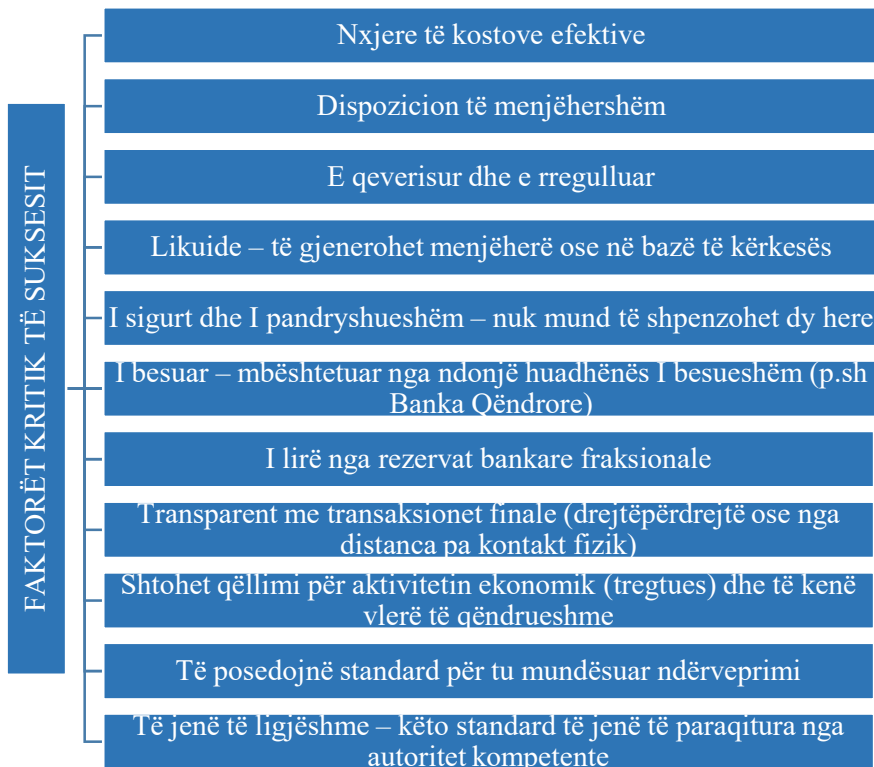 FAKTORËT KRITIK TË SUKSESIT
Nxjere të kostove efektive
Dispozicion të menjëhershëm
E qeverisur dhe e rregulluar
Likuide – të gjenerohet menjëherë ose në bazë të kërkesës
I sigurt dhe I pandryshueshëm – nuk mund të shpenzohet dy here
I besuar – mbështetuar nga ndonjë huadhënës I besueshëm (p.sh
Banka Qëndrore)
I lirë nga rezervat bankare fraksionale
Transparent me transaksionet finale (drejtëpërdrejtë ose nga
distanca pa kontakt fizik)
Shtohet qëllimi për aktivitetin ekonomik (tregtues) dhe të kenë
vlerë të qëndrueshme
Të posedojnë standard për tu mundësuar ndërveprimi
Të jenë të ligjëshme – këto standard të jenë të paraqitura nga
autoritet kompetente